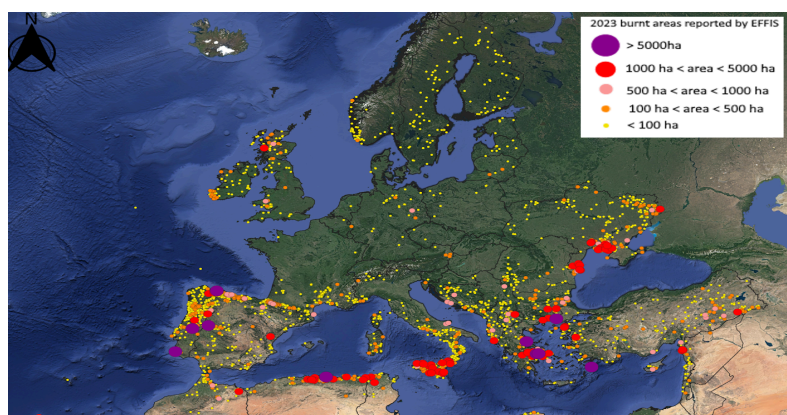 N
2023 burnt areas reported by EFFIS
> 5000ha
1000 ha < area < 5000 ha
500 ha < area < 1000 ha
100 ha < area < 500 ha
< 100 ha